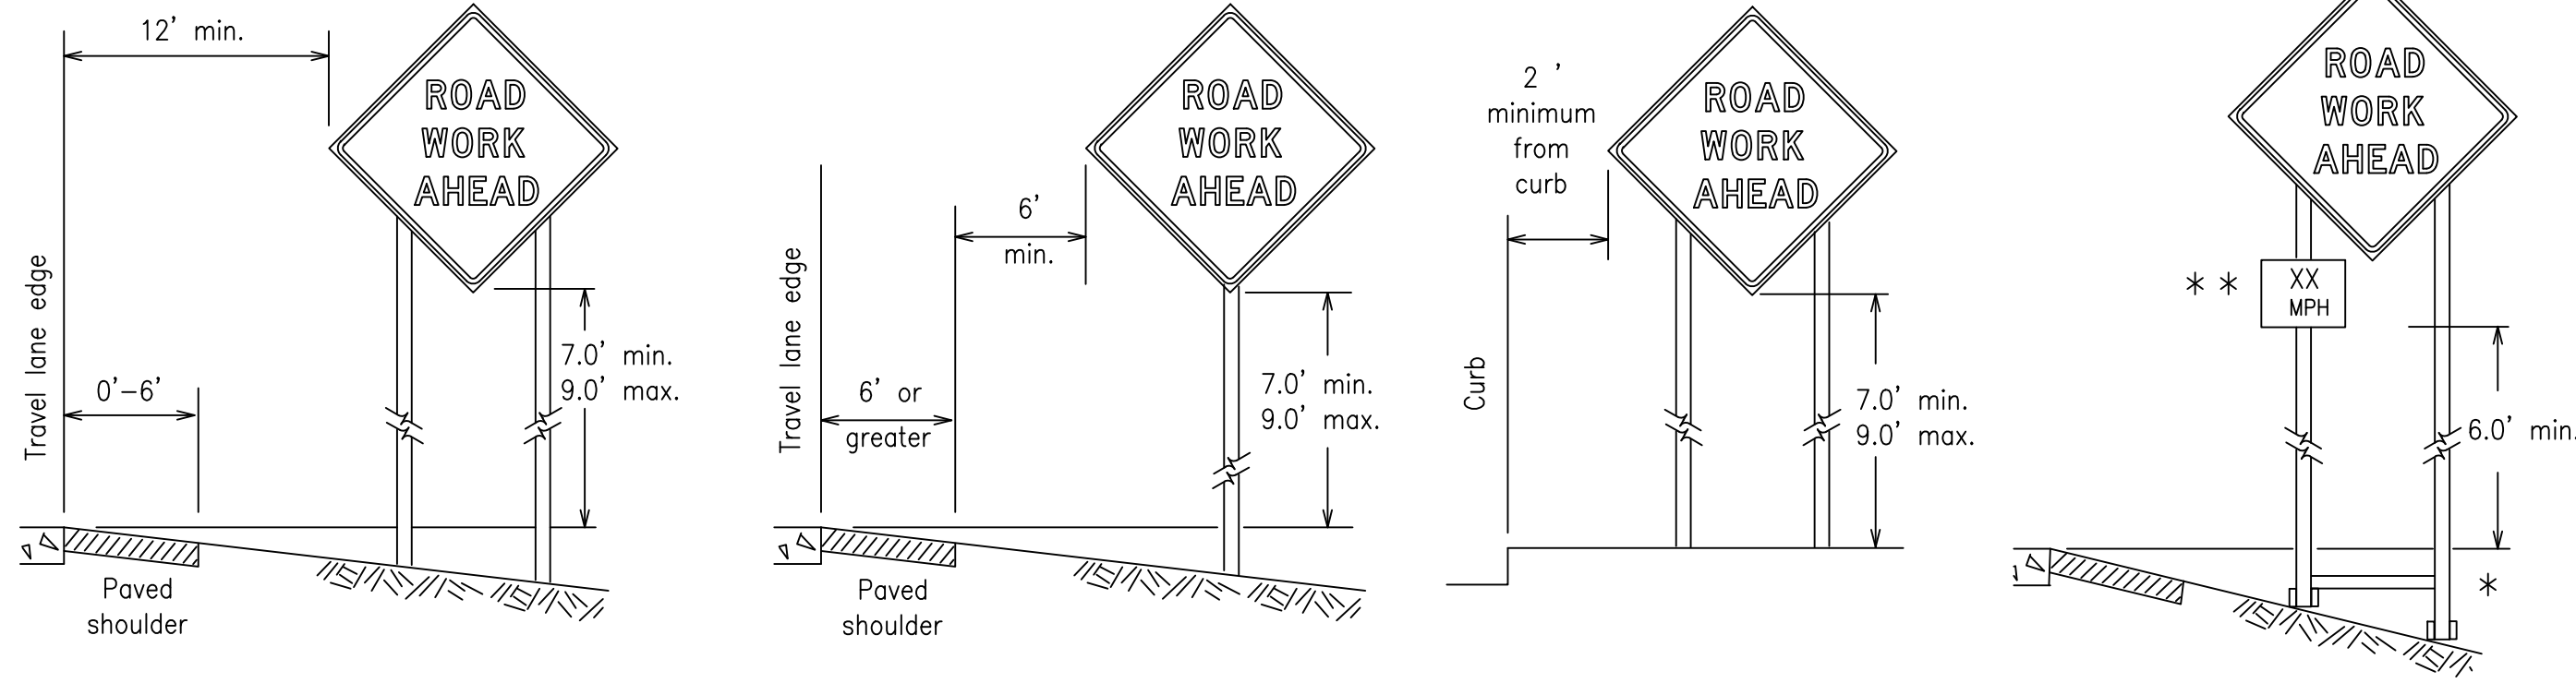 12' min.
ROAD
WORK
AHEAD
Travel lane edge
0'-6'
7.0' min.
9.0' max.
Paved
shoulder
ROAD
WORK
AHEAD
6'
min.
Travel lane edge
6' or
greater
7.0' min.
9.0' max.
Paved
shoulder
2 '
minimum
from
curb
ROAD
WORK
AHEAD
Curb
7.0' min.
9.0' max.
ROAD
WORK
AHEAD
* *
XX
MPH
6.0' min.
*